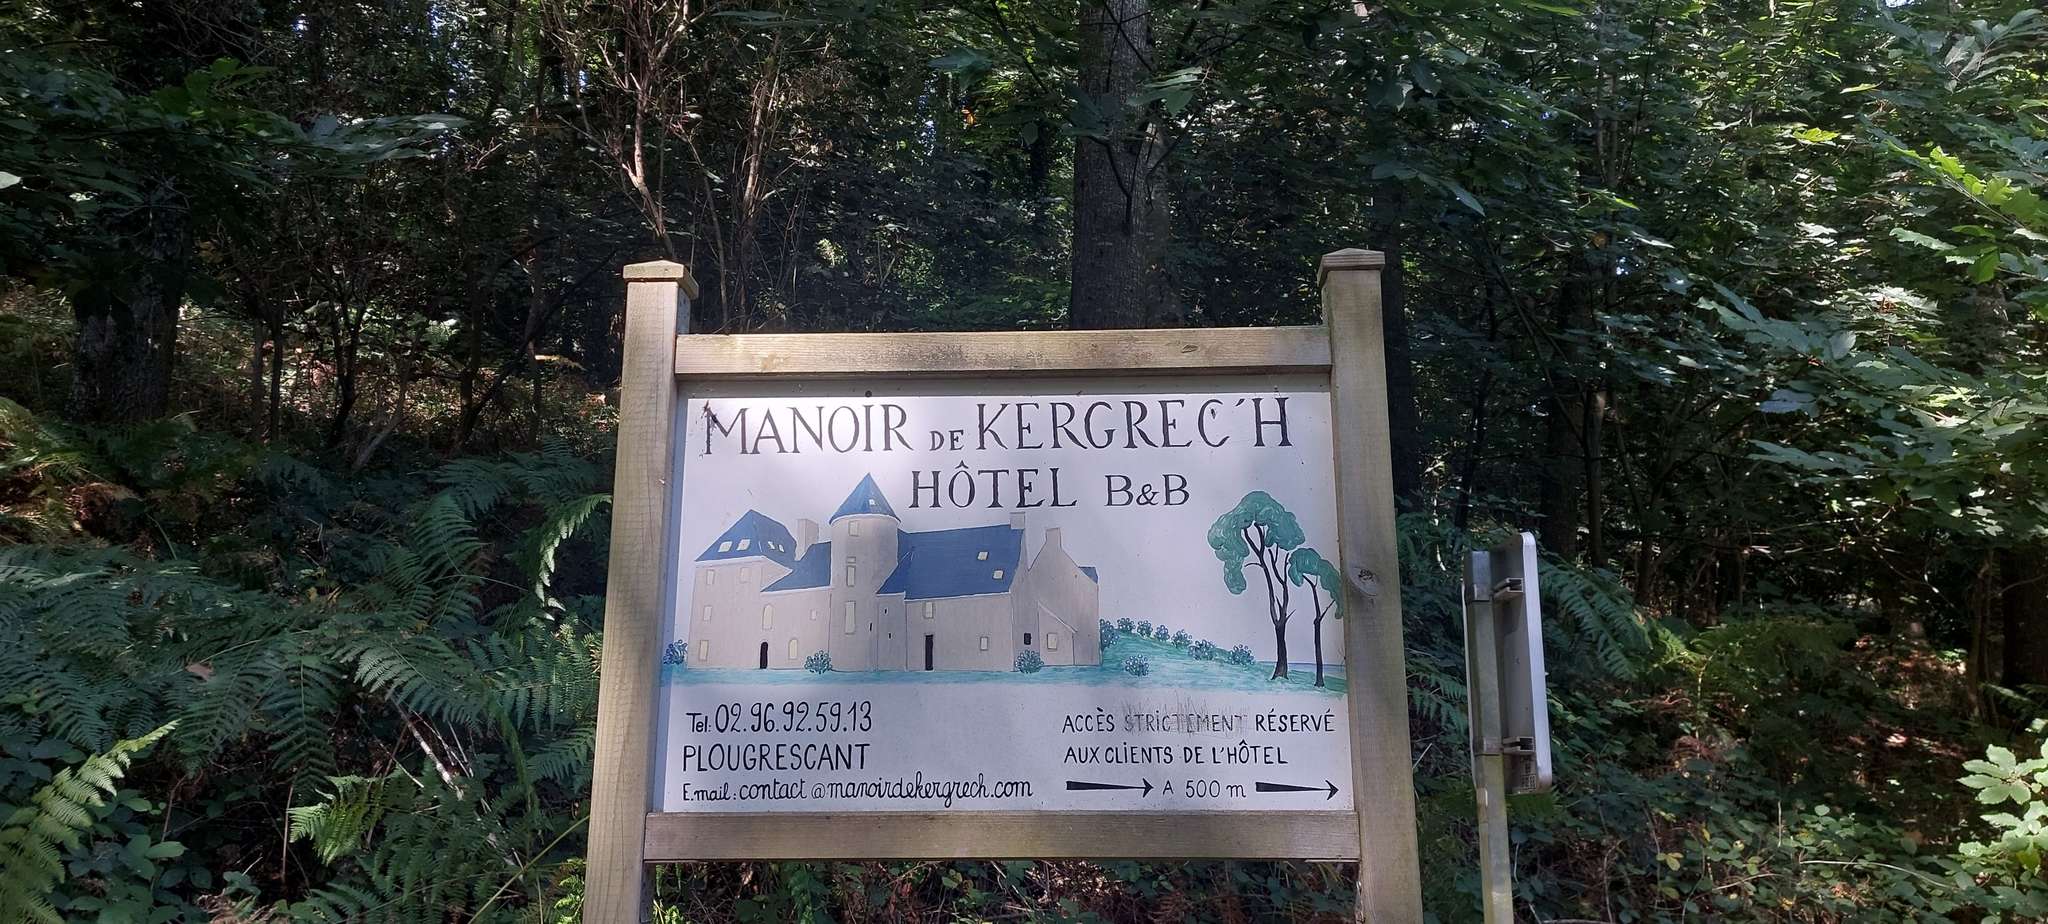 MANOIR DE KERGREC'H
HÔTEL B&B
Tel: 02.96.92.59.13
PLOUGRESCANT
E.mail: contact@manoirdekergrech.com
ACCÈS STRICTEMENT RÉSERVÉ
AUX CLIENTS DE L'HÔTEL
A 500 m